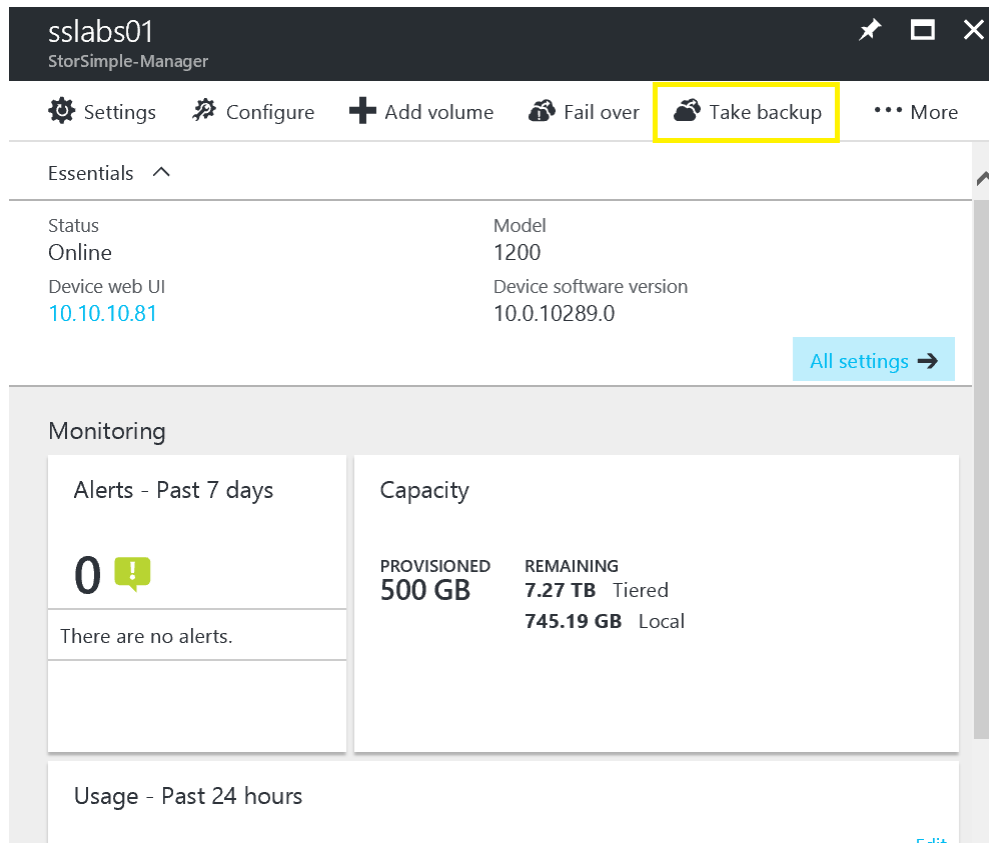 sslabs01
StorSimple-Manager
Settings Configure Add volume Fail over Take backup More
Essentials
Status Model
Online 1200
Device web UI Device software version
10.10.10.81 10.0.10289.0
All settings
Monitoring
Alerts - Past 7 days
0
There are no alerts.
Capacity
PROVISIONED REMAINING
500 GB 7.27 TB Tiered
745.19 GB Local
Usage - Past 24 hours
Edit